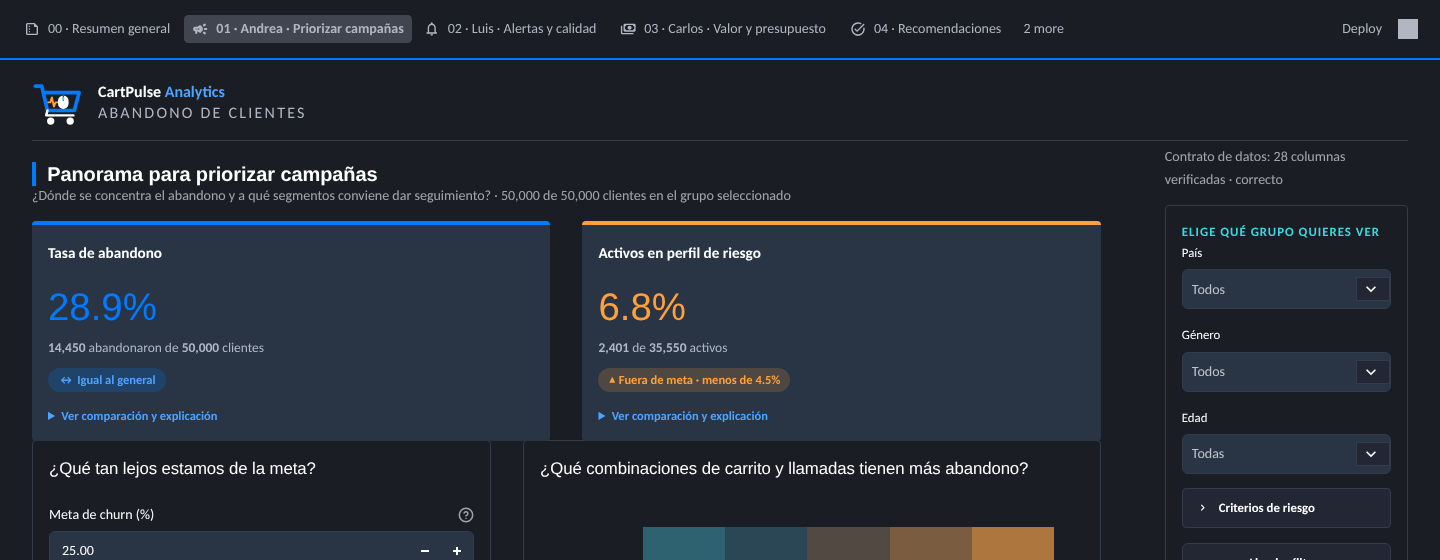 00 · Resumen general
01 · Andrea · Priorizar campañas
02 · Luis · Alertas y calidad
03 · Carlos · Valor y presupuesto
04 · Recomendaciones
2 more
Deploy
CartPulse Analytics
ABANDONO DE CLIENTES
Panorama para priorizar campañas
¿Dónde se concentra el abandono y a qué segmentos conviene dar seguimiento? · 50,000 de 50,000 clientes en el grupo seleccionado
Tasa de abandono
28.9%
14,450 abandonaron de 50,000 clientes
↔ Igual al general
▶ Ver comparación y explicación
Activos en perfil de riesgo
6.8%
2,401 de 35,550 activos
▲ Fuera de meta · menos de 4.5%
▶ Ver comparación y explicación
¿Qué tan lejos estamos de la meta?
Meta de churn (%)
25.00
¿Qué combinaciones de carrito y llamadas tienen más abandono?
Contrato de datos: 28 columnas
verificadas · correcto
ELIGE QUÉ GRUPO QUIERES VER
País
Todos
Género
Todos
Edad
Todas
Criterios de riesgo